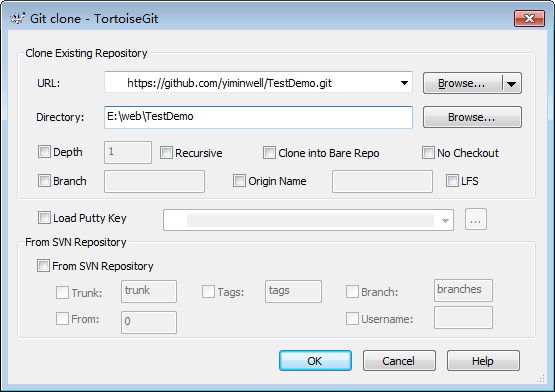 Git clone - TortoiseGit
Clone Existing Repository
URL: https://github.com/yiminwell/TestDemo.git Browse...
Directory: E:\web\TestDemo Browse...
Depth 1 Recursive Clone into Bare Repo No Checkout
Branch Origin Name LFS
Load Putty Key ...
From SVN Repository
From SVN Repository
Trunk: trunk Tags: tags Branch: branches
From: 0 Username:
OK Cancel Help